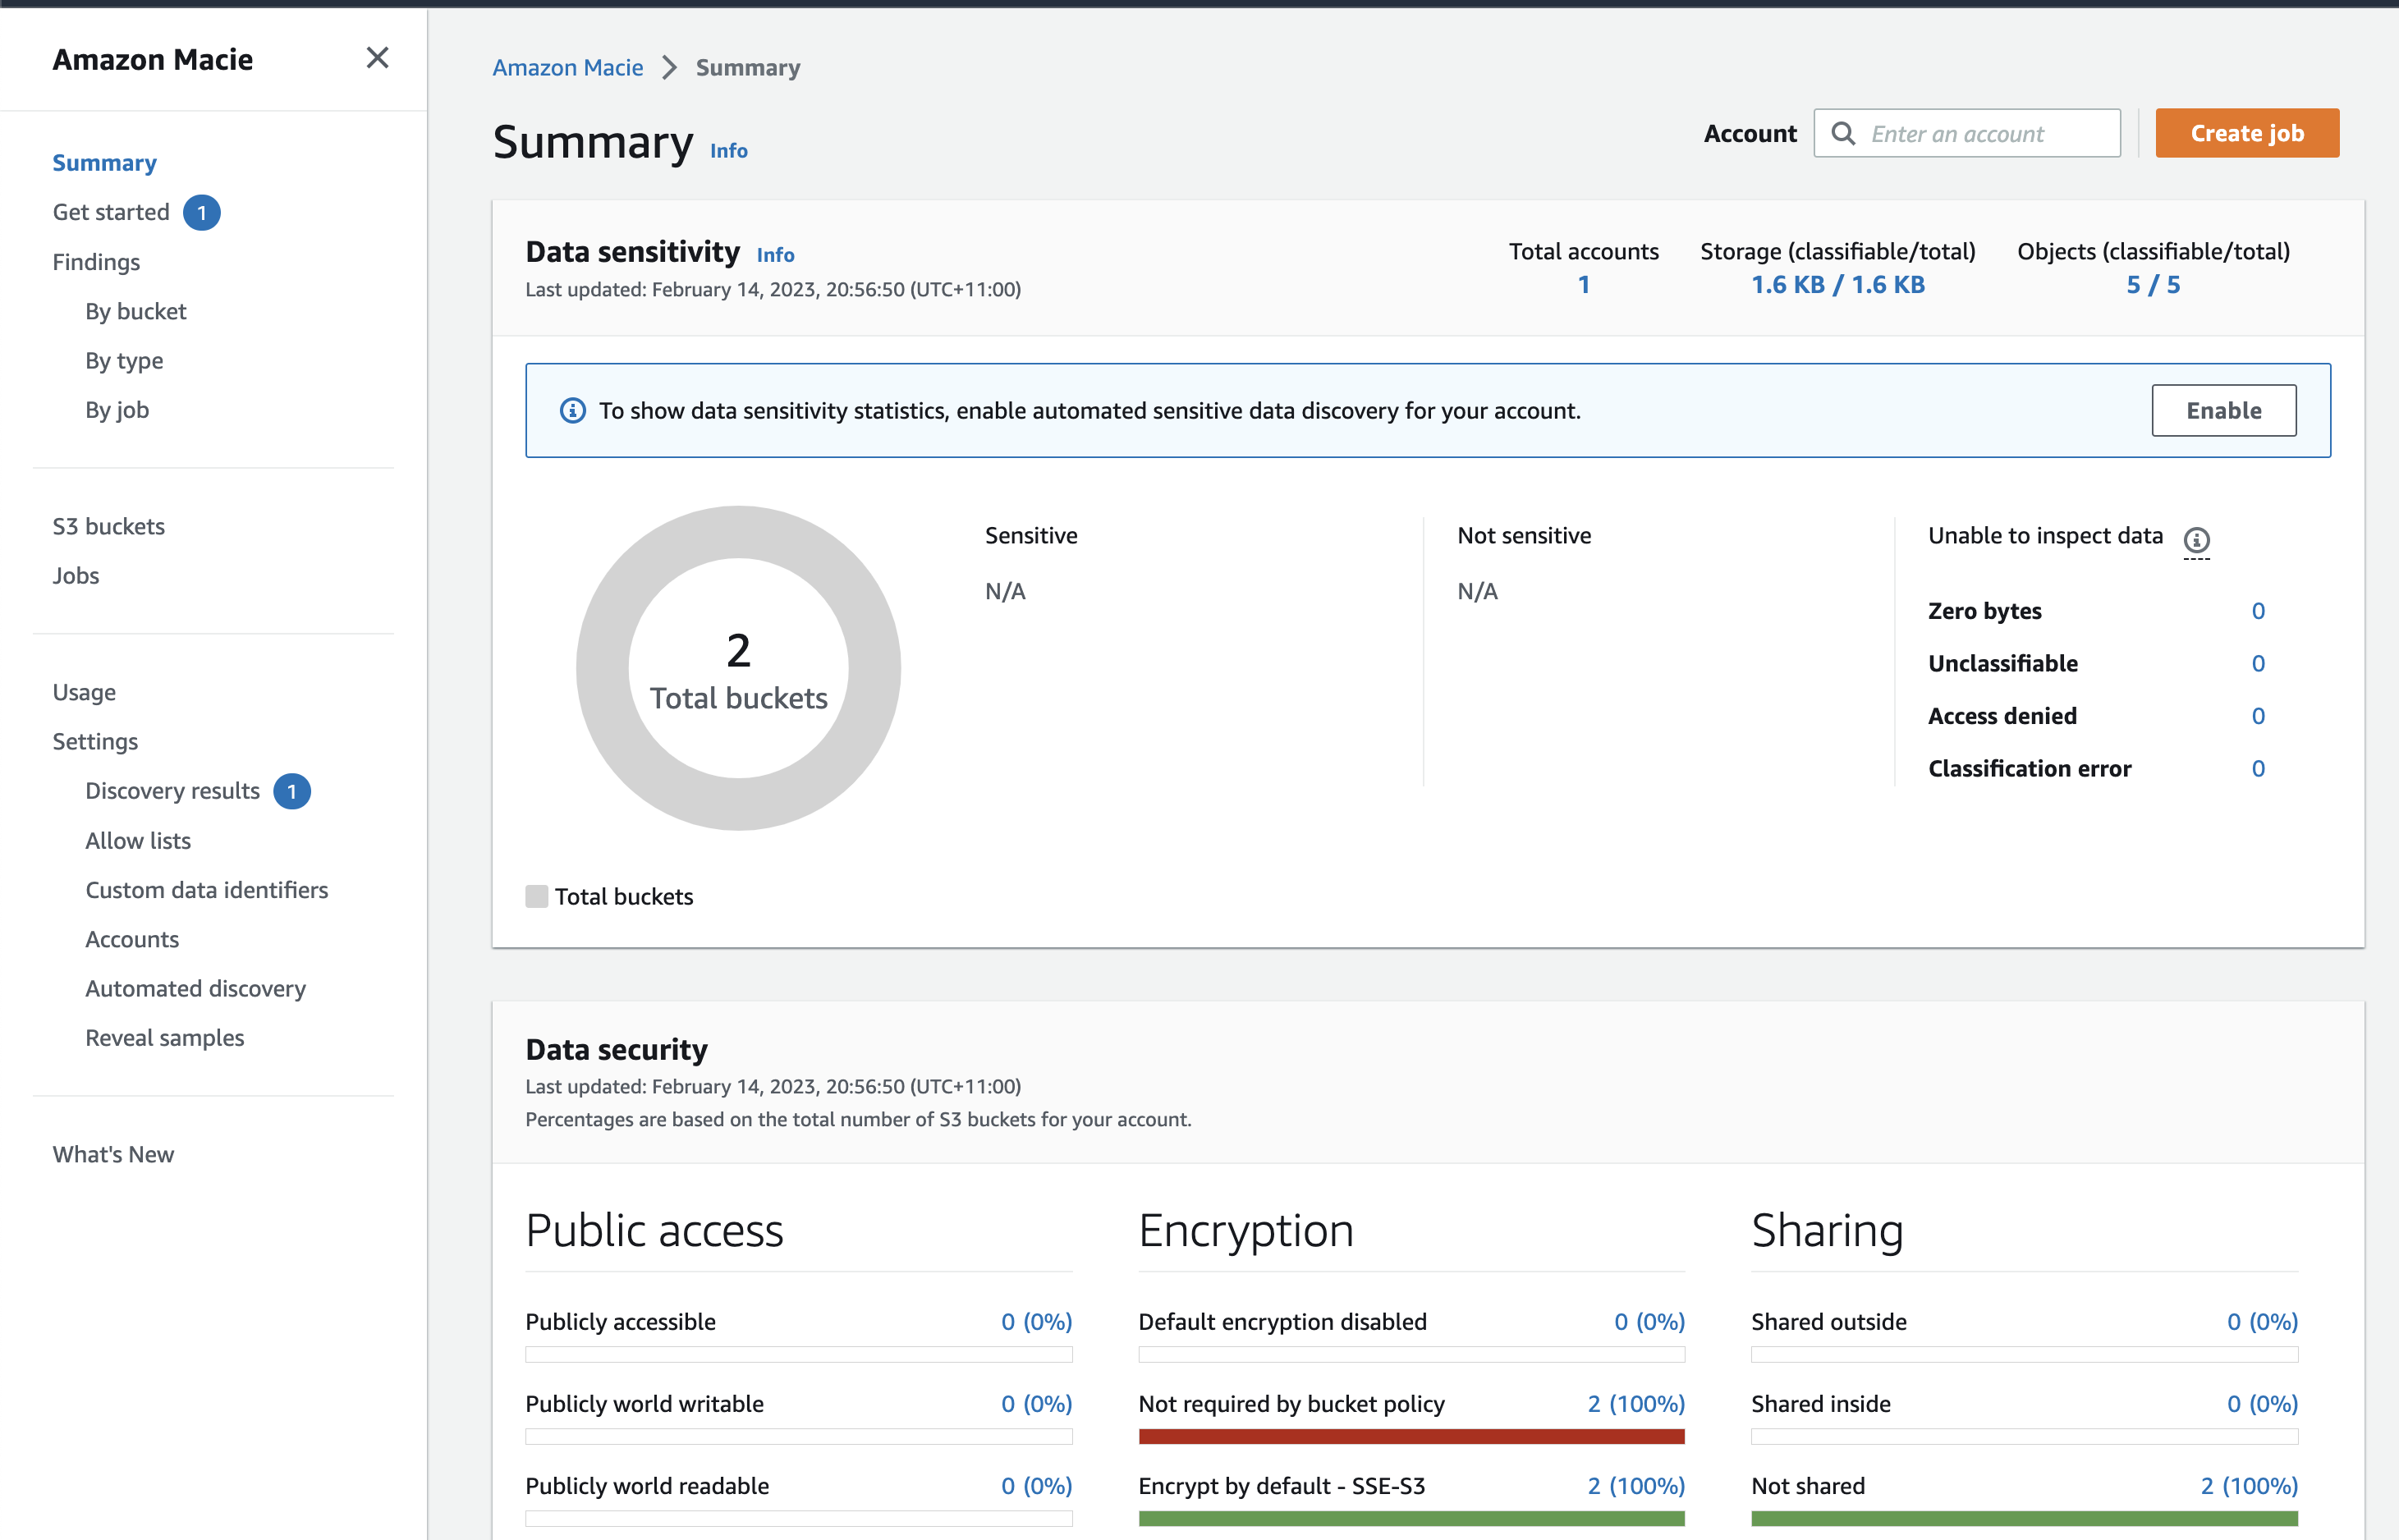 Amazon Macie
Summary
Get started 1
Findings
By bucket
By type
By job
S3 buckets
Jobs
Usage
Settings
Discovery results 1
Allow lists
Custom data identifiers
Accounts
Automated discovery
Reveal samples
What's New
Amazon Macie Summary
Summary Info
Account Enter an account Create job
Data sensitivity Info
Last updated: February 14, 2023, 20:56:50 (UTC+11:00)
Total accounts
1
Storage (classifiable/total)
1.6 KB / 1.6 KB
Objects (classifiable/total)
5 / 5
To show data sensitivity statistics, enable automated sensitive data discovery for your account. Enable
2
Total buckets
Total buckets
Sensitive
N/A
Not sensitive
N/A
Unable to inspect data
Zero bytes 0
Unclassifiable 0
Access denied 0
Classification error 0
Data security
Last updated: February 14, 2023, 20:56:50 (UTC+11:00)
Percentages are based on the total number of S3 buckets for your account.
Public access
Publicly accessible 0 (0%)
Publicly world writable 0 (0%)
Publicly world readable 0 (0%)
Encryption
Default encryption disabled 0 (0%)
Not required by bucket policy 2 (100%)
Encrypt by default - SSE-S3 2 (100%)
Sharing
Shared outside 0 (0%)
Shared inside 0 (0%)
Not shared 2 (100%)